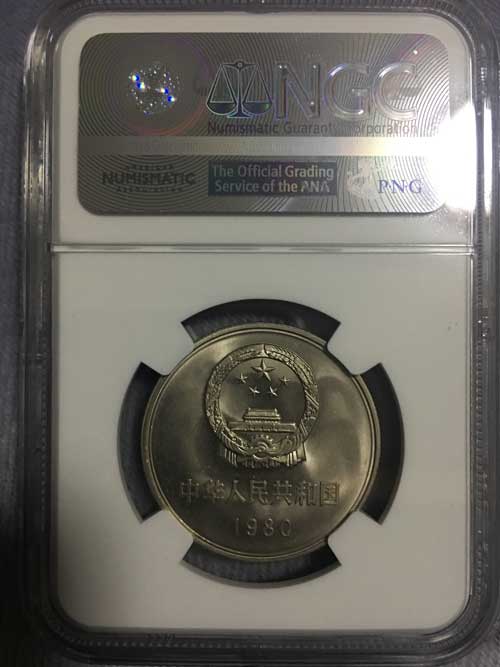 NGC
Numismatic Guaranty Corporation
NUMISMATIC
The Official Grading
Service of the ANA
PNG
中华人民共和国
1980